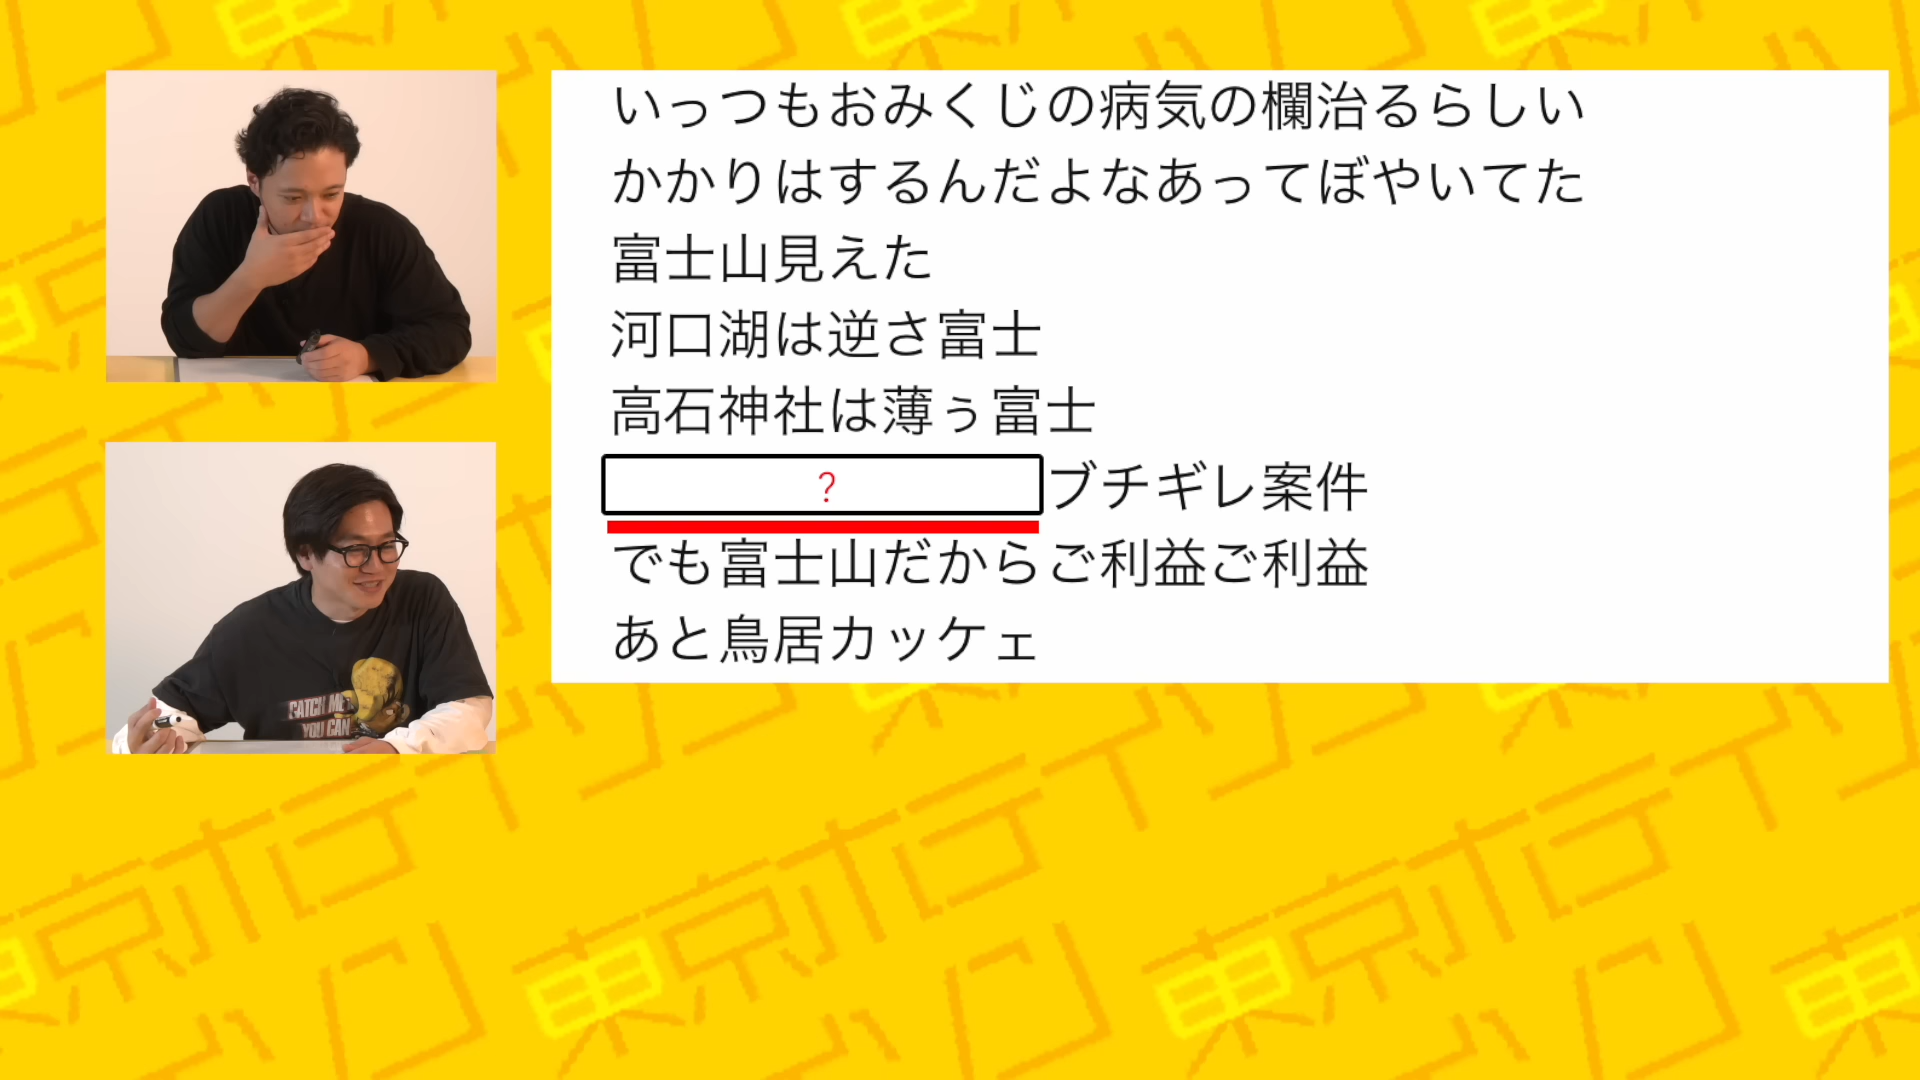 いっつもおみくじの病気の欄治るらしい
かかりはするんだよなあってぼやいてた
富士山見えた
河口湖は逆さ富士
高石神社は薄ぅ富士
?ブチギレ案件
でも富士山だからご利益ご利益
あと鳥居カッケェ
CATCH ME
YOU CAN